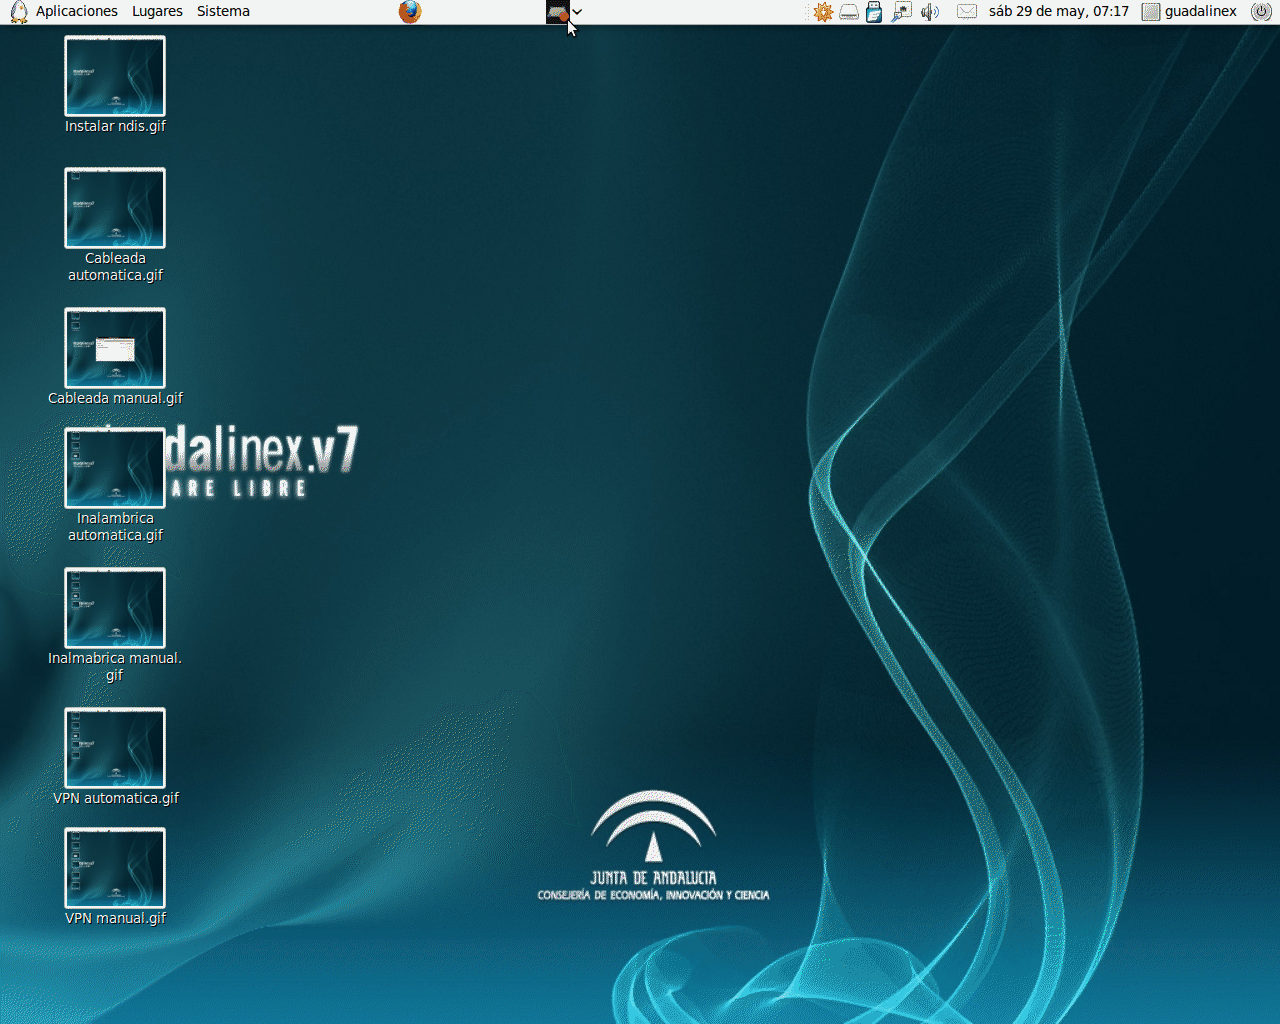 Aplicaciones Lugares Sistema sáb 29 de may, 07:17 guadalinex
Instalar ndis.gif
Cableada
automatica.gif
Cableada manual.gif
dalinex.v7
ARE LIBRE
Inalambrica
automatica.gif
Inalmabrica manual.
gif
VPN automatica.gif
VPN manual.gif
JUNTA DE ANDALUCIA
CONSEJERÍA DE ECONOMÍA, INNOVACIÓN Y CIENCIA